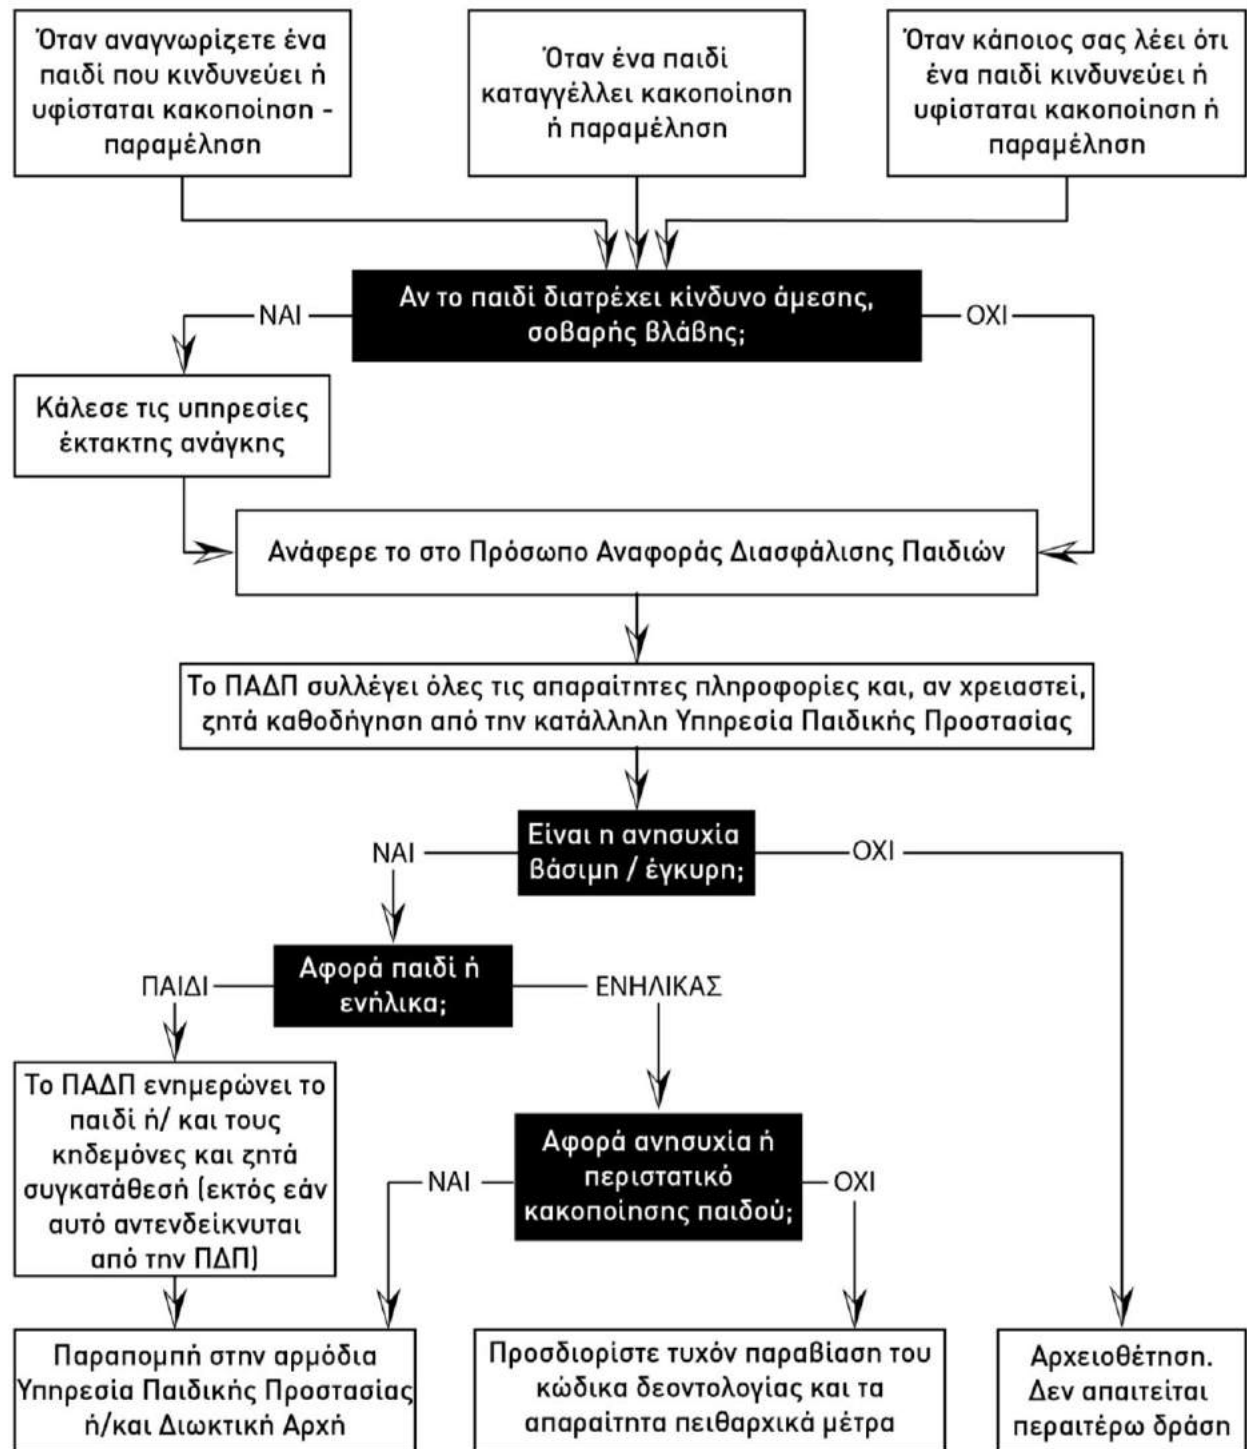 Όταν αναγνωρίζετε ένα
παιδί που κινδυνεύει ή
υφίσταται κακοποίηση -
παραμέληση
Όταν ένα παιδί
καταγγέλλει κακοποίηση
ή παραμέληση
Όταν κάποιος σας λέει ότι
ένα παιδί κινδυνεύει ή
υφίσταται κακοποίηση ή
παραμέληση
Αν το παιδί διατρέχει κίνδυνο άμεσης,
σοβαρής βλάβης;
ΝΑΙ
ΟΧΙ
Κάλεσε τις υπηρεσίες
έκτακτης ανάγκης
Ανάφερε το στο Πρόσωπο Αναφοράς Διασφάλισης Παιδιών
Το ΠΑΔΠ συλλέγει όλες τις απαραίτητες πληροφορίες και, αν χρειαστεί,
ζητά καθοδήγηση από την κατάλληλη Υπηρεσία Παιδικής Προστασίας
Είναι η ανησυχία
βάσιμη / έγκυρη;
ΝΑΙ
ΟΧΙ
Αφορά παιδί ή
ενήλικα;
ΠΑΙΔΙ
ΕΝΗΛΙΚΑΣ
Το ΠΑΔΠ ενημερώνει το
παιδί ή/ και τους
κηδεμόνες και ζητά
συγκατάθεσή (εκτός εάν
αυτό αντενδείκνυται
από την ΠΔΠ)
Αφορά ανησυχία ή
περιστατικό
κακοποίησης παιδού;
ΝΑΙ
ΟΧΙ
Παραπομπή στην αρμόδια
Υπηρεσία Παιδικής Προστασίας
ή/και Διωκτική Αρχή
Προσδιορίστε τυχόν παραβίαση του
κώδικα δεοντολογίας και τα
απαραίτητα πειθαρχικά μέτρα
Αρχειοθέτηση.
Δεν απαιτείται
περαιτέρω δράση